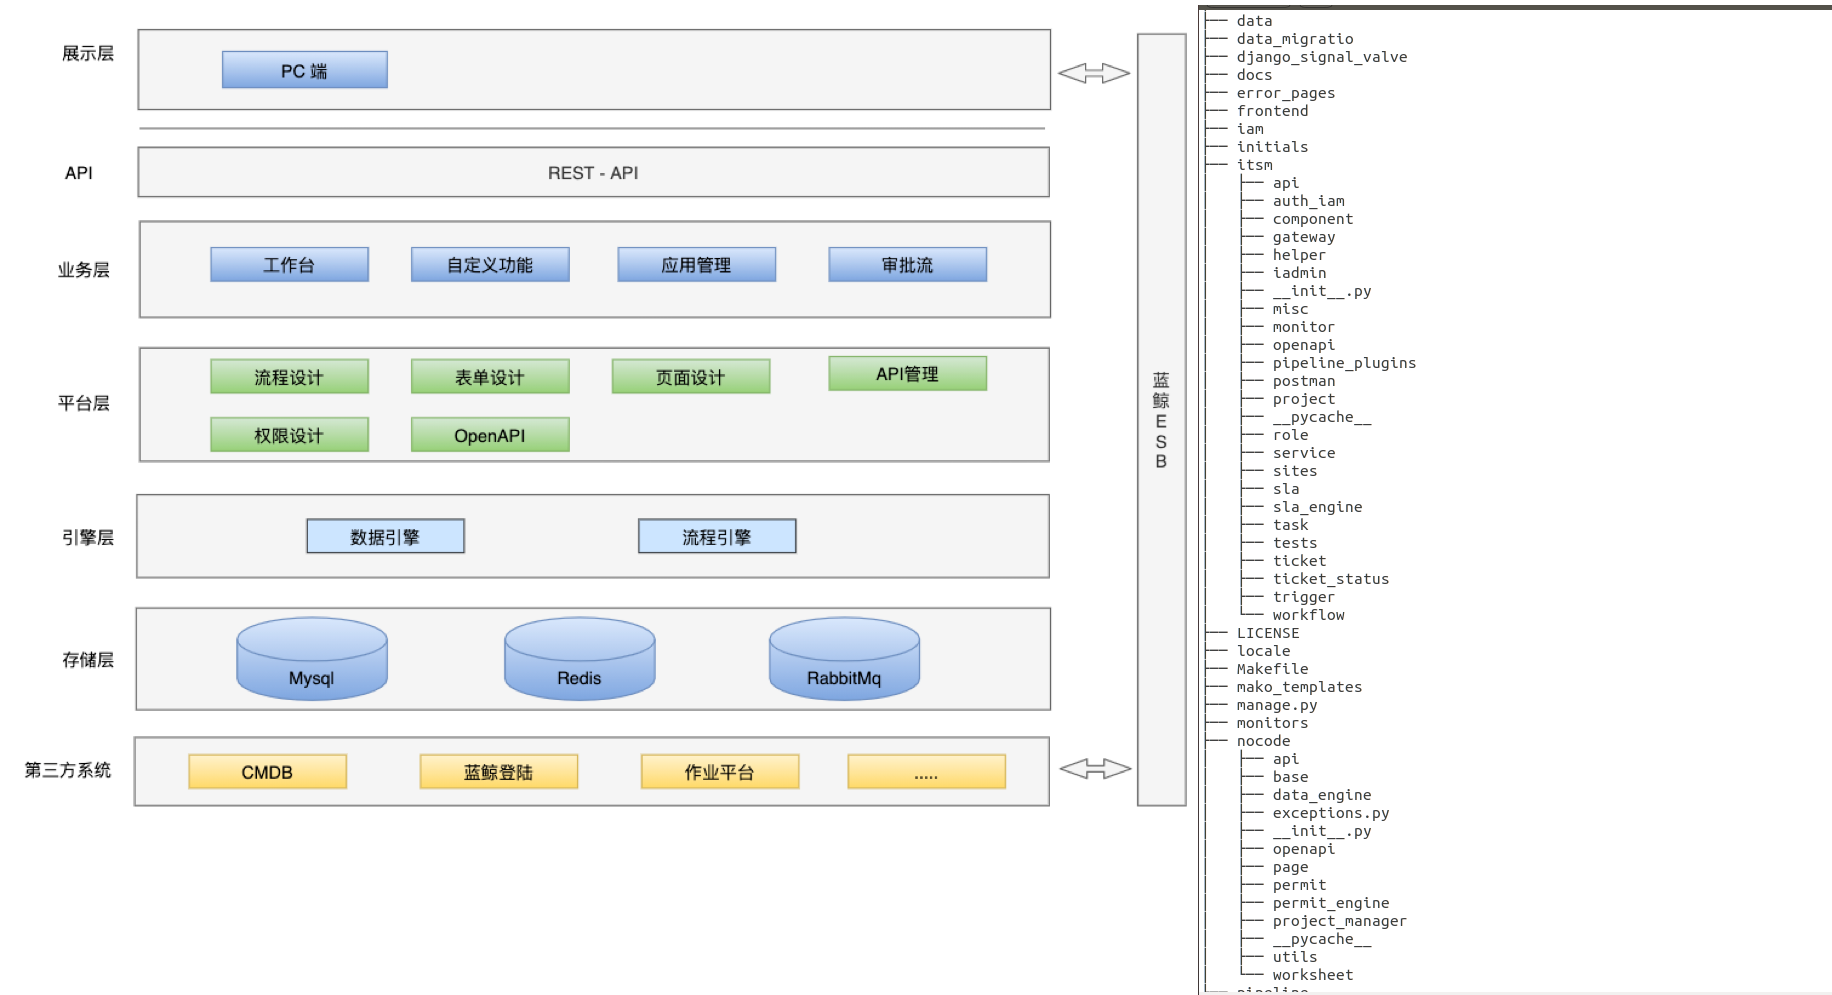 展示层
PC 端
API
REST - API
业务层
工作台
自定义功能
应用管理
审批流
平台层
流程设计
表单设计
页面设计
API管理
权限设计
OpenAPI
引擎层
数据引擎
流程引擎
存储层
Mysql
Redis
RabbitMq
第三方系统
CMDB
蓝鲸登陆
作业平台
.....
蓝鲸ESB
├── data
├── data_migratio
├── django_signal_valve
├── docs
├── error_pages
├── frontend
├── iam
├── initials
├── itsm
│   ├── api
│   ├── auth_iam
│   ├── component
│   ├── gateway
│   ├── helper
│   ├── iadmin
│   ├── __init__.py
│   ├── misc
│   ├── monitor
│   ├── openapi
│   ├── pipeline_plugins
│   ├── postman
│   ├── project
│   ├── __pycache__
│   ├── role
│   ├── service
│   ├── sites
│   ├── sla
│   ├── sla_engine
│   ├── task
│   ├── tests
│   ├── ticket
│   ├── ticket_status
│   ├── trigger
│   └── workflow
├── LICENSE
├── locale
├── Makefile
├── mako_templates
├── manage.py
├── monitors
├── nocode
│   ├── api
│   ├── base
│   ├── data_engine
│   ├── exceptions.py
│   ├── __init__.py
│   ├── openapi
│   ├── page
│   ├── permit
│   ├── permit_engine
│   ├── project_manager
│   ├── __pycache__
│   ├── utils
│   └── worksheet